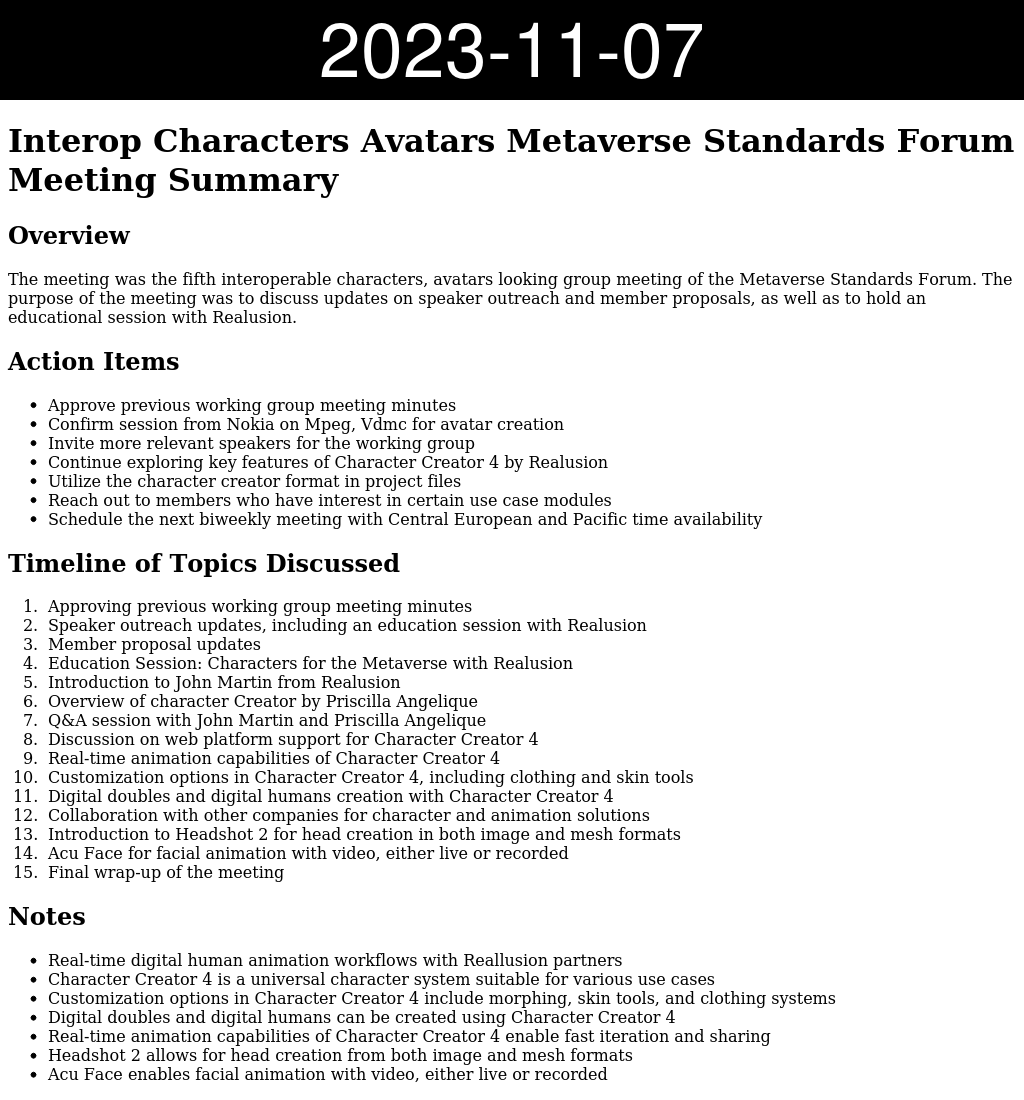 2023-11-07
Interop Characters Avatars Metaverse Standards Forum
Meeting Summary
Overview
The meeting was the fifth interoperable characters, avatars looking group meeting of the Metaverse Standards Forum. The
purpose of the meeting was to discuss updates on speaker outreach and member proposals, as well as to hold an
educational session with Realusion.
Action Items
• Approve previous working group meeting minutes
• Confirm session from Nokia on Mpeg, Vdmc for avatar creation
• Invite more relevant speakers for the working group
• Continue exploring key features of Character Creator 4 by Realusion
• Utilize the character creator format in project files
• Reach out to members who have interest in certain use case modules
• Schedule the next biweekly meeting with Central European and Pacific time availability
Timeline of Topics Discussed
1. Approving previous working group meeting minutes
2. Speaker outreach updates, including an education session with Realusion
3. Member proposal updates
4. Education Session: Characters for the Metaverse with Realusion
5. Introduction to John Martin from Realusion
6. Overview of character Creator by Priscilla Angelique
7. Q&A session with John Martin and Priscilla Angelique
8. Discussion on web platform support for Character Creator 4
9. Real-time animation capabilities of Character Creator 4
10. Customization options in Character Creator 4, including clothing and skin tools
11. Digital doubles and digital humans creation with Character Creator 4
12. Collaboration with other companies for character and animation solutions
13. Introduction to Headshot 2 for head creation in both image and mesh formats
14. Acu Face for facial animation with video, either live or recorded
15. Final wrap-up of the meeting
Notes
• Real-time digital human animation workflows with Reallusion partners
• Character Creator 4 is a universal character system suitable for various use cases
• Customization options in Character Creator 4 include morphing, skin tools, and clothing systems
• Digital doubles and digital humans can be created using Character Creator 4
• Real-time animation capabilities of Character Creator 4 enable fast iteration and sharing
• Headshot 2 allows for head creation from both image and mesh formats
• Acu Face enables facial animation with video, either live or recorded